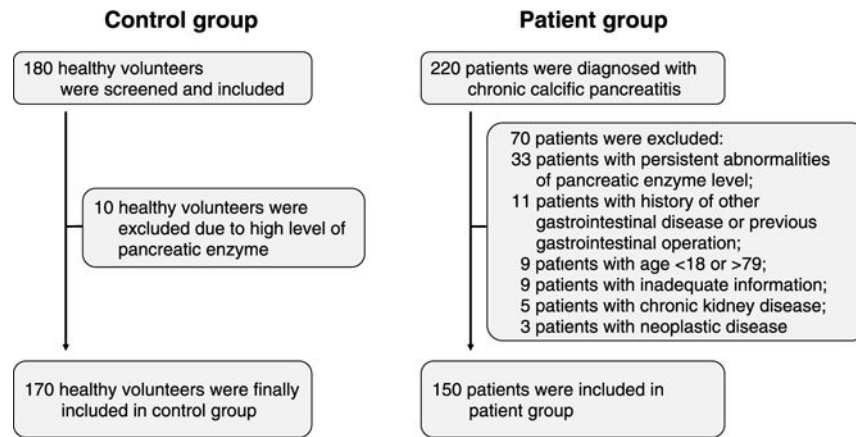 Control group
180 healthy volunteers
were screened and included
10 healthy volunteers were
excluded due to high level of
pancreatic enzyme
170 healthy volunteers were finally
included in control group
Patient group
220 patients were diagnosed with
chronic calcific pancreatitis
70 patients were excluded:
33 patients with persistent abnormalities
of pancreatic enzyme level;
11 patients with history of other
gastrointestinal disease or previous
gastrointestinal operation;
9 patients with age <18 or >79;
9 patients with inadequate information;
5 patients with chronic kidney disease;
3 patients with neoplastic disease
150 patients were included in
patient group